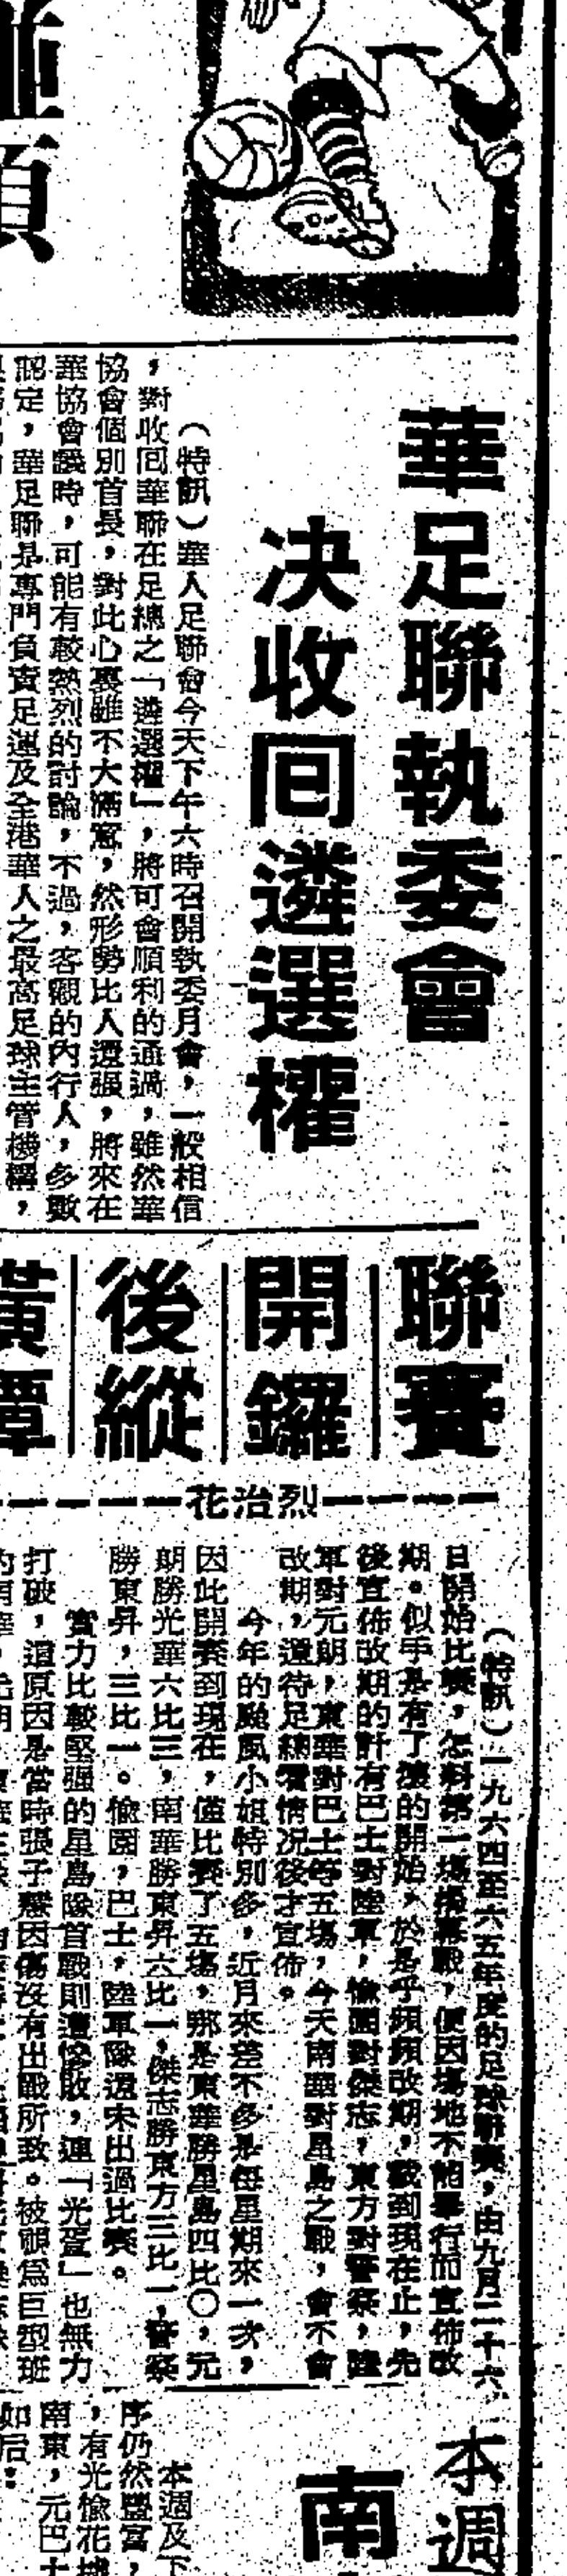 華足聯執委會
决收回遴選權
（特訊）華人足聯會今天下午六時召開執委月會，一般相信
，對收回華聯在足總之「遴選權」，將可會順利的通過，雖然華
協會個別首長，對此心裏雖不大滿意，然形勢比人還强，將來在
華協會議時，可能有較熱烈的討論，不過，客觀的內行人，多數
認定，華足聯是專門負責足運及全港華人之最高足球主管機構，
聯賽
開鑼
後縱
橫譚
花治烈
（特訊）一九六四至六五年度的足球聯賽，由九月二十六
日開始比賽，怎料第一場揭幕戰，便因塲地不能舉行而宣佈改
期。似乎是有了壞的開始，於是乎頻頻改期，截到現在止，先
後宣佈改期的計有巴士對陸軍，愉園對傑志，東方對警察，陸
軍對元朗，東華對巴士等五塲，今天南華對星島之戰，會不會
改期，還待足總看情况後才宣佈。
今年的颱風小姐特別多，近月來差不多是每星期來一次，
因此開賽到現在，僅比賽了五塲，那是東華勝星島四比〇，元
朗勝光華六比三，南華勝東昇六比一，傑志勝東方三比一，警察
勝東昇，三比一。愉園，巴士，陸軍隊還未出過比賽。
實力比較堅强的星島隊首戰則遭慘敗，連「光蛋」也無力
打破，這原因是當時張子慧因傷沒有出戰所致。被視爲巨型班
本週
南
本週及下
序仍然豐富，
，有光愉花
南東，元巴士
如后：